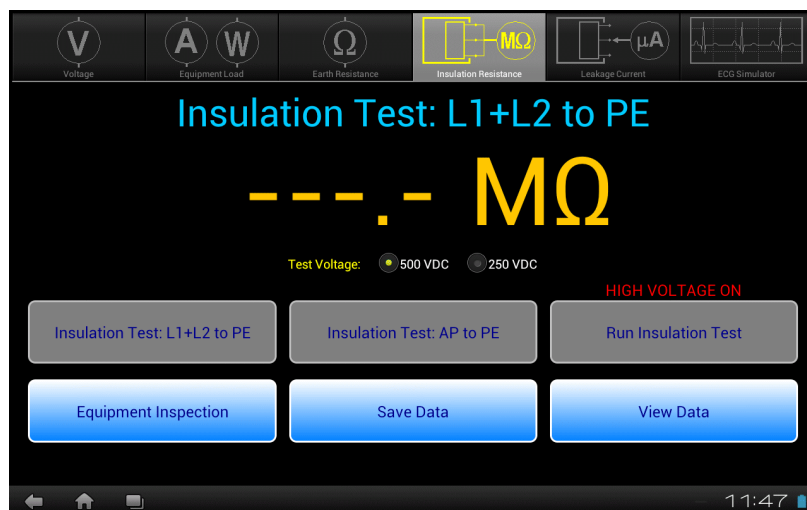 V
A W
Ω
MΩ
µA
Voltage
Equipment Load
Earth Resistance
Insulation Resistance
Leakage Current
ECG Simulator
Insulation Test: L1+L2 to PE
---.- MΩ
Test Voltage: 500 VDC 250 VDC
HIGH VOLTAGE ON
Insulation Test: L1+L2 to PE
Insulation Test: AP to PE
Run Insulation Test
Equipment Inspection
Save Data
View Data
11:47